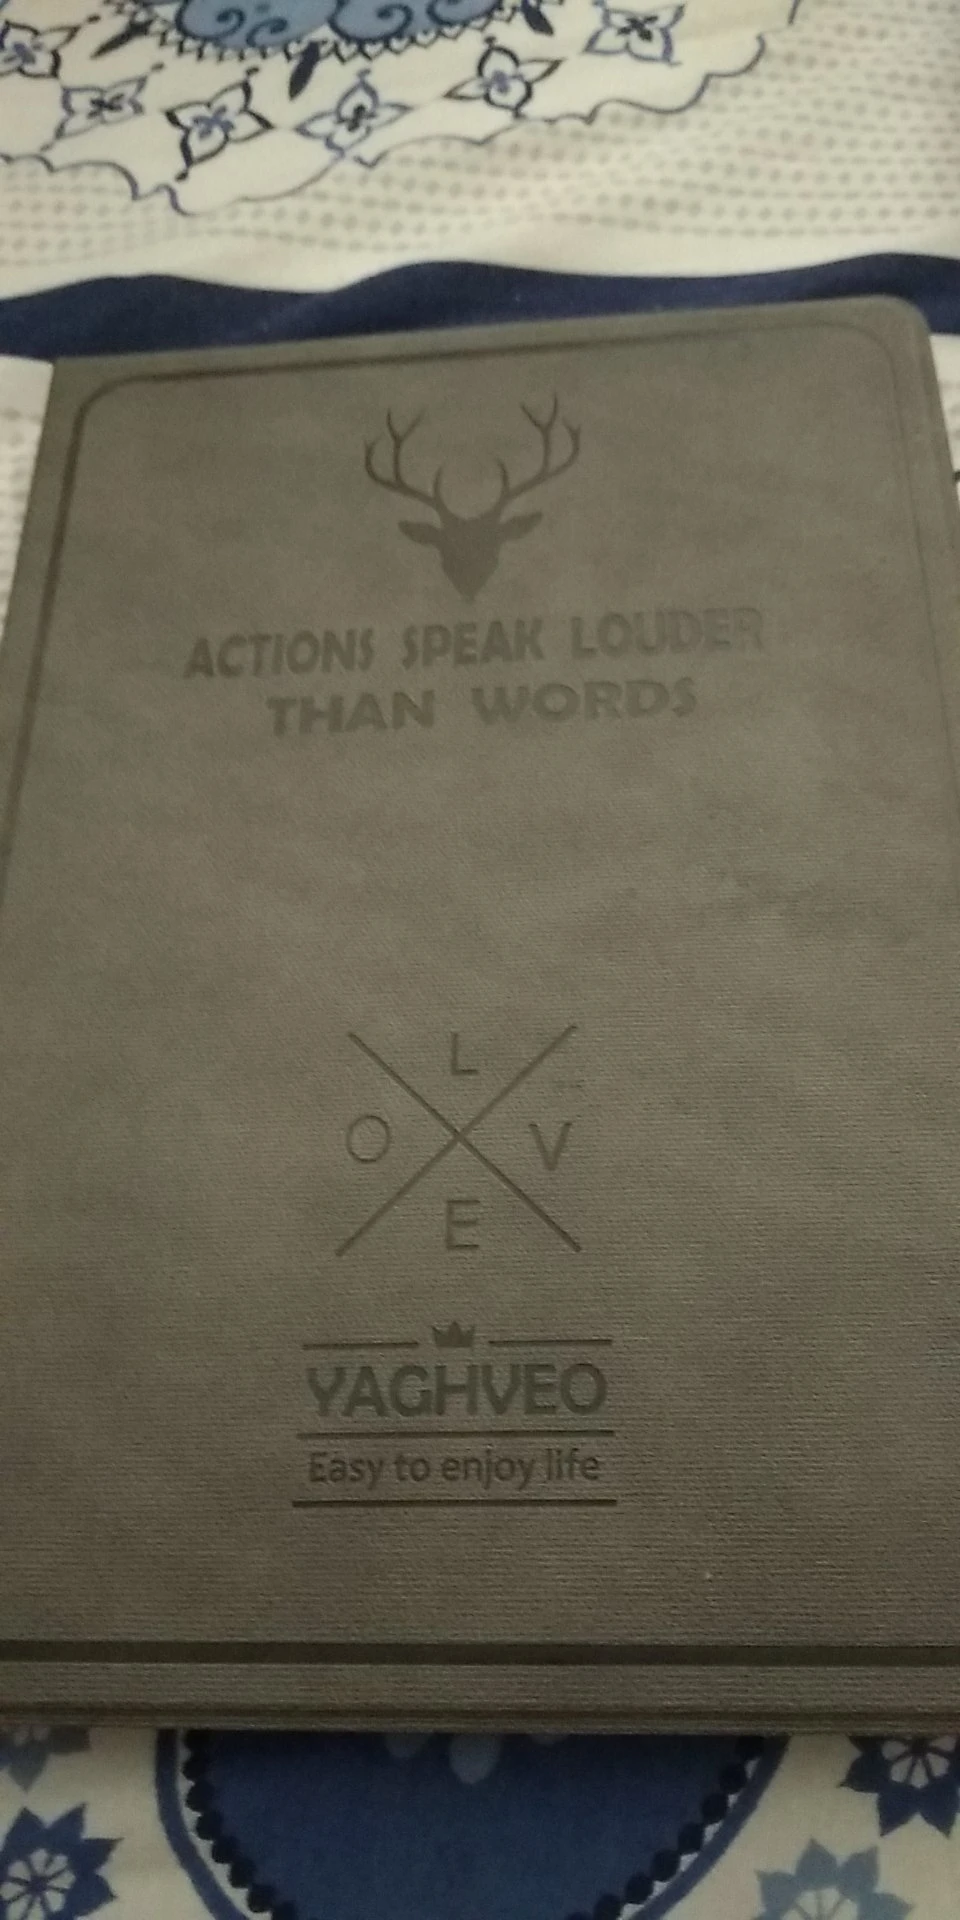 ACTIONS SPEAK LOUDER
THAN WORDS
L
O V
E
YAGHVEO
Easy to enjoy life